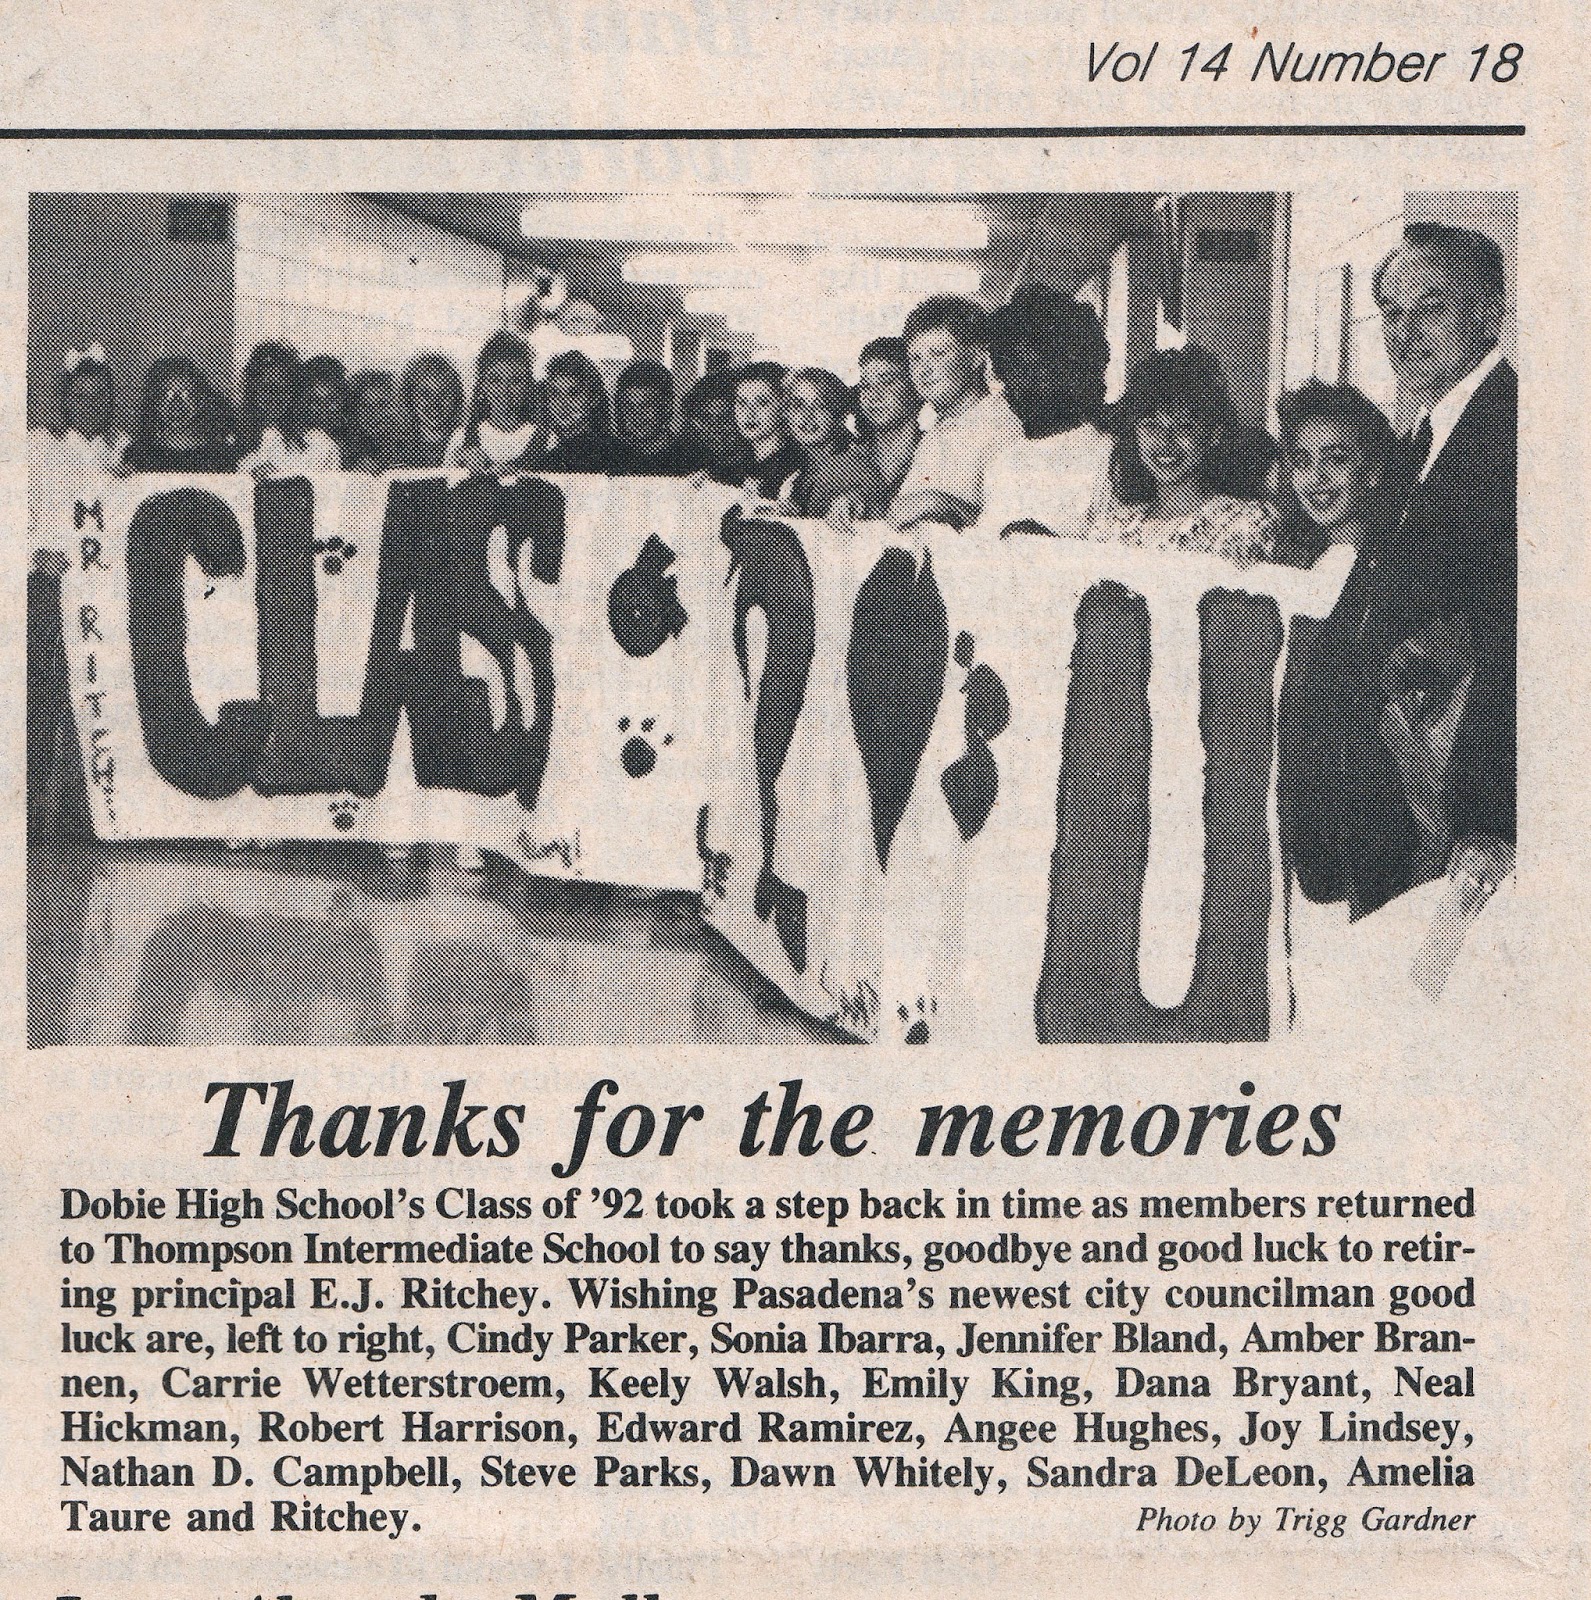 Vol 14 Number 18
MR RITCH
CLASS
Thanks for the memories
Dobie High School's Class of '92 took a step back in time as members returned
to Thompson Intermediate School to say thanks, goodbye and good luck to retir-
ing principal E.J. Ritchey. Wishing Pasadena's newest city councilman good
luck are, left to right, Cindy Parker, Sonia Ibarra, Jennifer Bland, Amber Bran-
nen, Carrie Wetterstroem, Keely Walsh, Emily King, Dana Bryant, Neal
Hickman, Robert Harrison, Edward Ramirez, Angee Hughes, Joy Lindsey,
Nathan D. Campbell, Steve Parks, Dawn Whitely, Sandra DeLeon, Amelia
Taure and Ritchey.
Photo by Trigg Gardner